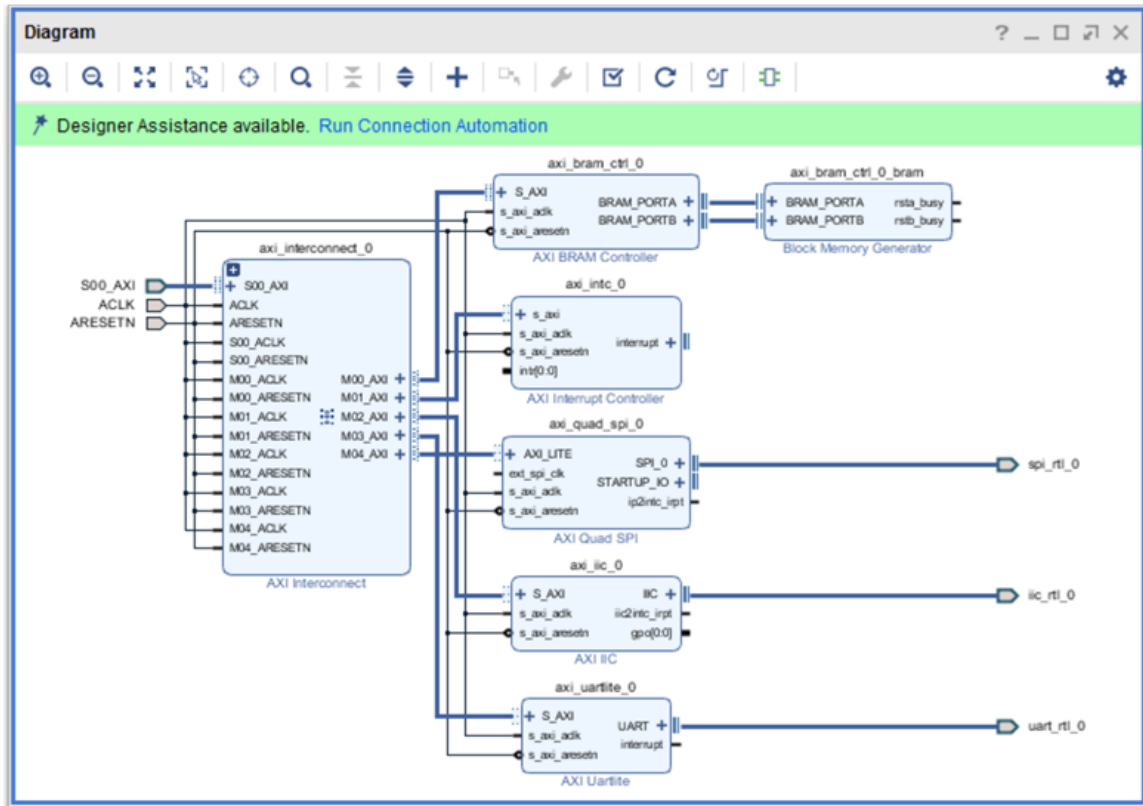 Diagram
Designer Assistance available. Run Connection Automation
axi_bram_ctrl_0
S_AXI
s_axi_aclk
s_axi_aresetn
BRAM_PORTA
BRAM_PORTB
AXI BRAM Controller
axi_bram_ctrl_0_bram
BRAM_PORTA
BRAM_PORTB
rsta_busy
rstb_busy
Block Memory Generator
S00_AXI
ACLK
ARESETN
axi_interconnect_0
S00_AXI
ACLK
ARESETN
S00_ACLK
S00_ARESETN
M00_ACLK
M00_ARESETN
M01_ACLK
M01_ARESETN
M02_ACLK
M02_ARESETN
M03_ACLK
M03_ARESETN
M04_ACLK
M04_ARESETN
M00_AXI
M01_AXI
M02_AXI
M03_AXI
M04_AXI
AXI Interconnect
axi_intc_0
s_axi
s_axi_aclk
s_axi_aresetn
intr[0:0]
interrupt
AXI Interrupt Controller
axi_quad_spi_0
AXI_LITE
ext_spi_clk
s_axi_aclk
s_axi_aresetn
SPI_0
STARTUP_IO
ip2intc_irpt
AXI Quad SPI
spi_rtl_0
axi_iic_0
S_AXI
s_axi_aclk
s_axi_aresetn
IIC
iic2intc_irpt
gpo[0:0]
AXI IIC
iic_rtl_0
axi_uartlite_0
S_AXI
s_axi_aclk
s_axi_aresetn
UART
interrupt
AXI Uartlite
uart_rtl_0